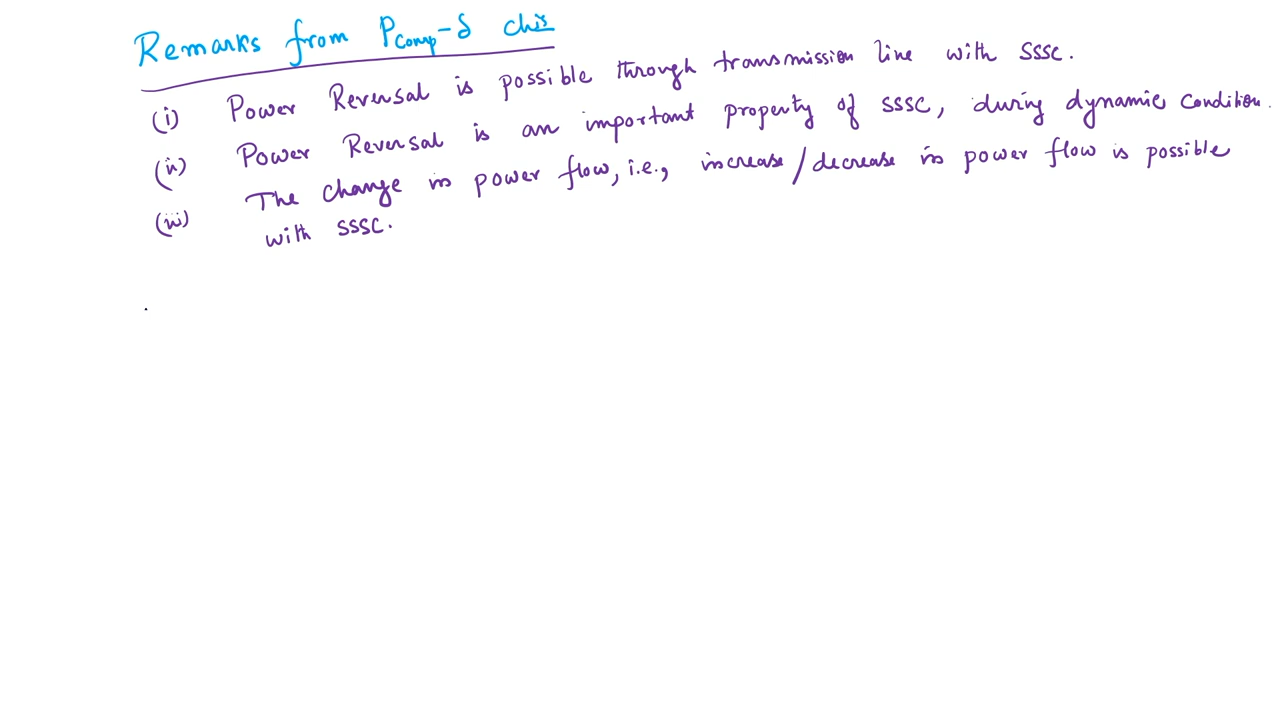 Remarks from PComp-δ chis
(i) Power Reversal is possible through transmission line with SSSC.
(ii) Power Reversal is an important property of SSSC, during dynamic condition.
(iii) The change in power flow, i.e., increase/decrease in power flow is possible
with SSSC.